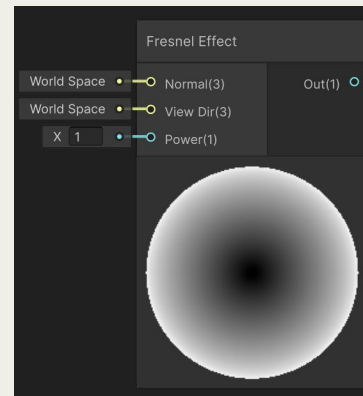 Fresnel Effect
World Space Normal(3) Out(1)
World Space View Dir(3)
X 1 Power(1)